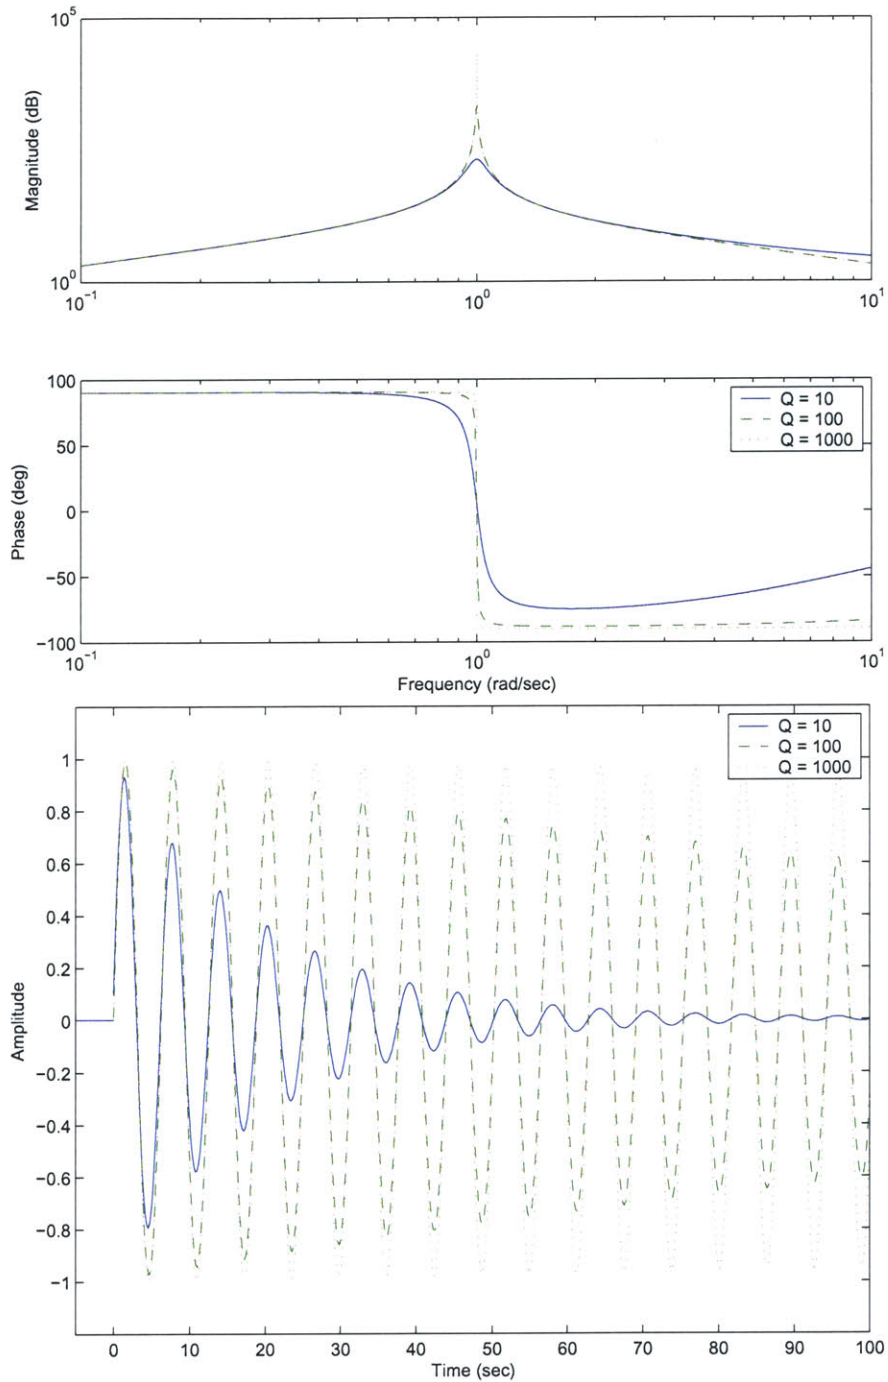 10^5
Magnitude (dB)
10^0
10^-1
10^0
10^1
100
50
0
−50
−100
Phase (deg)
Q = 10
Q = 100
Q = 1000
10^-1
10^0
10^1
Frequency (rad/sec)
Q = 10
Q = 100
Q = 1000
1
0.8
0.6
0.4
0.2
0
−0.2
−0.4
−0.6
−0.8
−1
Amplitude
0 10 20 30 40 50 60 70 80 90 100
Time (sec)